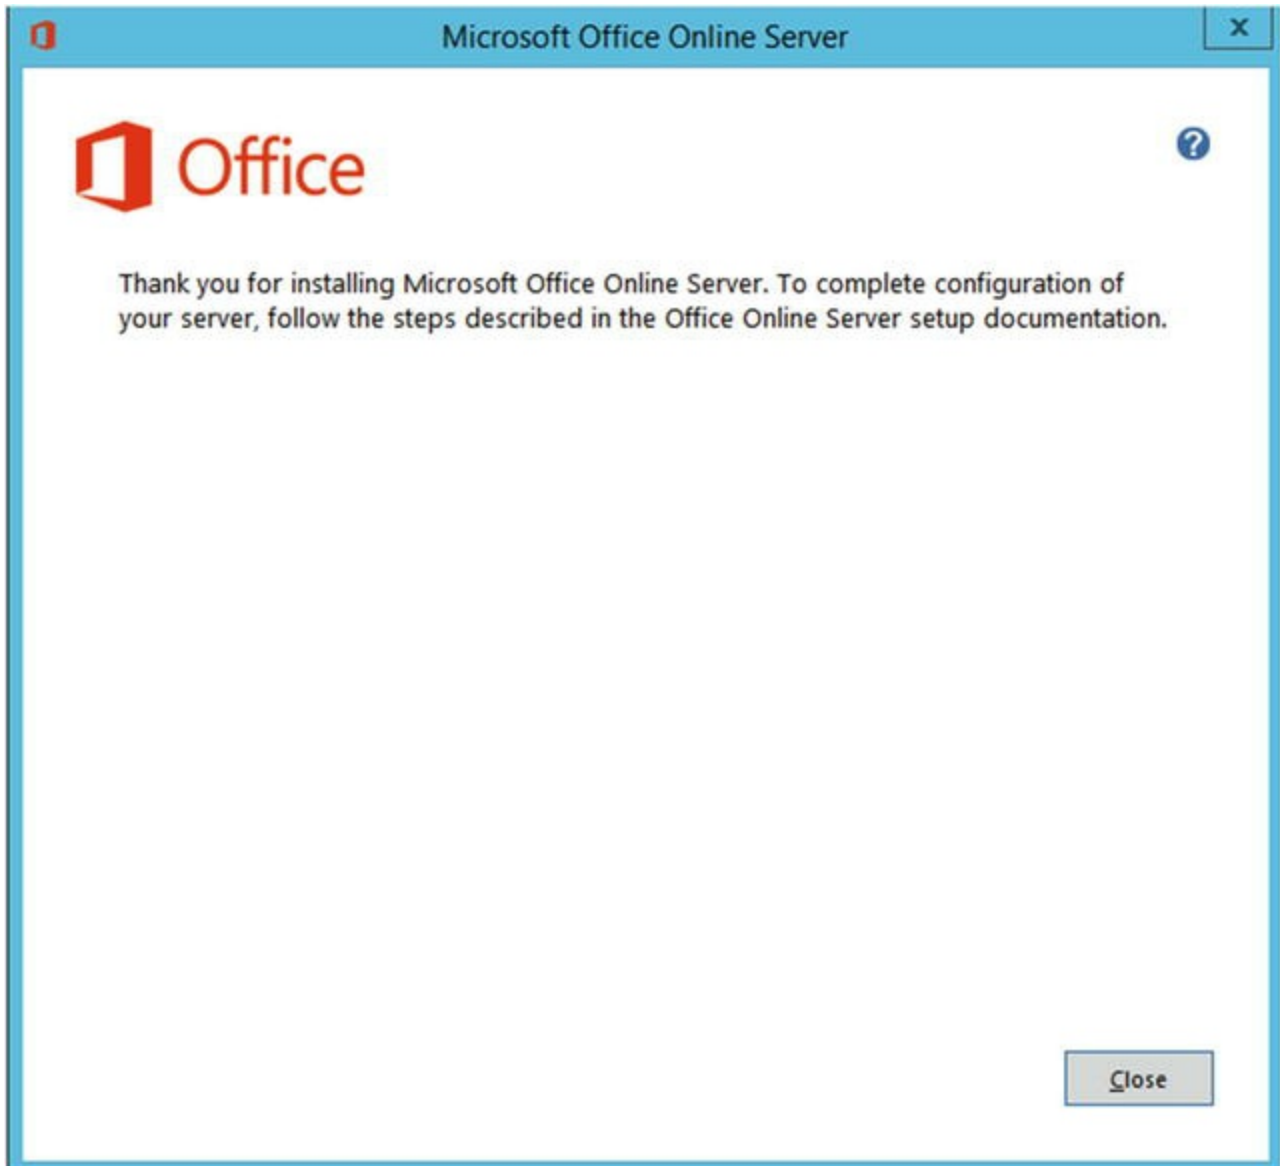 Microsoft Office Online Server
x
Office
?
Thank you for installing Microsoft Office Online Server. To complete configuration of
your server, follow the steps described in the Office Online Server setup documentation.
Close